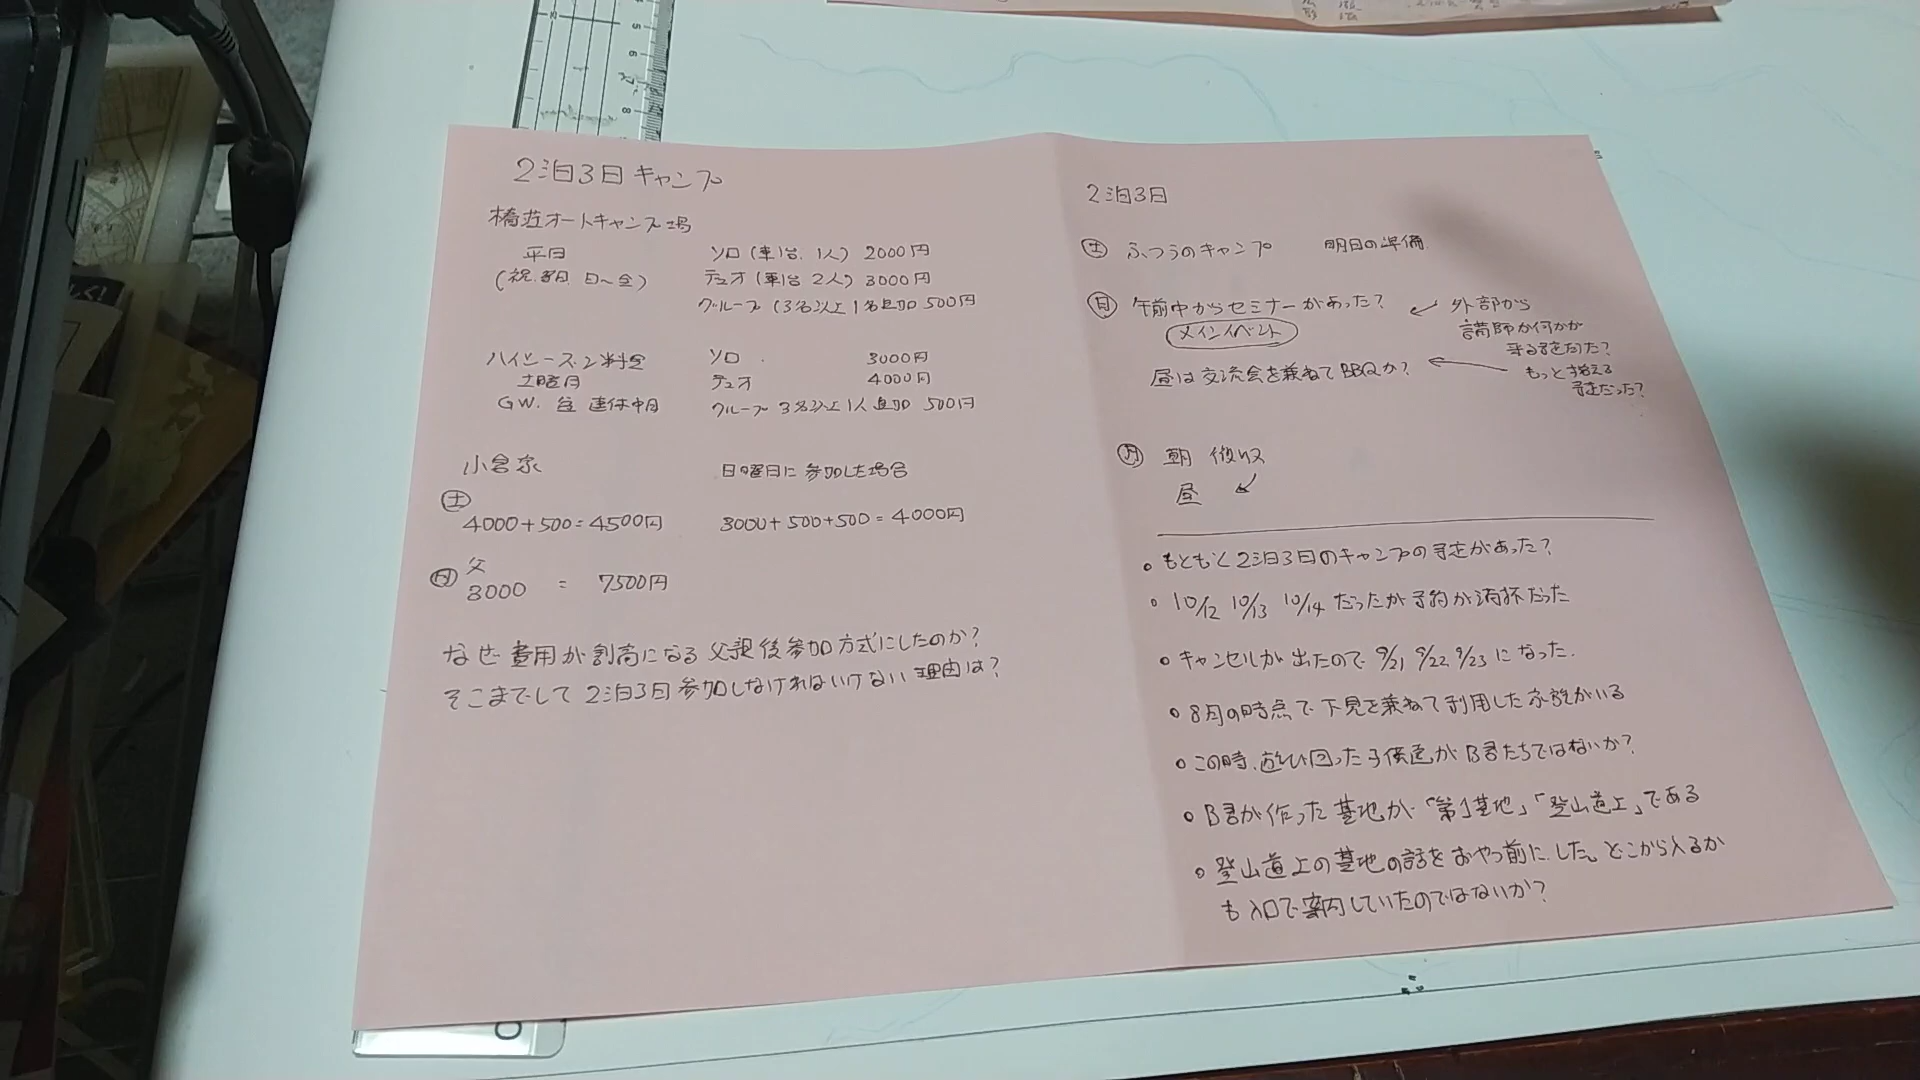 2泊3日キャンプ
椿荘オートキャンプ場
平日
(祝.翌日 日〜金)
ソロ (車1台. 1人) 2000円
デュオ (車1台 2人) 3000円
グループ (3名以上 1名追加 500円
ハイシーズン料金
土曜日
GW. 盆 連休中日
ソロ 3000円
デュオ 4000円
グループ 3名以上 1人 追加 500円
小倉家
日曜日に参加した場合
土
4000+500=4500円
3000+500+500=4000円
父
日
3000 = 7500円
なぜ費用が割高になる父親後参加方式にしたのか?
そこまでして2泊3日参加しなければいけない理由は?
2泊3日
土 ふつうのキャンプ 明日の準備
日 午前中からセミナーがあった?
メインイベント
外部から
講師か何かが
来る予定だった?
昼は交流会を兼ねてBBQか?
もっと増える
予定だった?
月 朝 撤収
昼
○もともと2泊3日のキャンプの予定があった?
○10/12 10/13 10/14 だったが予約が満杯だった
○キャンセルが出たので9/21 9/22 9/23になった.
○8月の時点で下見を兼ねて利用した家族がいる
○この時、遊び回った子供達がB君たちではないか?
○B君が作った基地が「第1基地」「登山道上」である
○登山道上の基地の話をおやつ前にした。どこから入るか
も入口で案内していたのではないか?